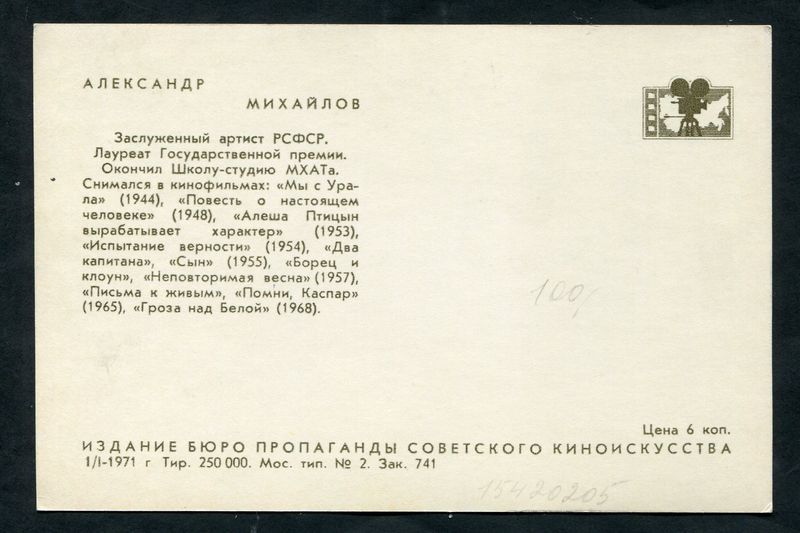 АЛЕКСАНДР
МИХАЙЛОВ
Заслуженный артист РСФСР.
Лауреат Государственной премии.
Окончил Школу-студию МХАТа.
Снимался в кинофильмах: «Мы с Ура-
ла» (1944), «Повесть о настоящем
человеке» (1948), «Алеша Птицын
вырабатывает характер» (1953),
«Испытание верности» (1954), «Два
капитана», «Сын» (1955), «Борец и
клоун», «Неповторимая весна» (1957),
«Письма к живым», «Помни, Каспар»
(1965), «Гроза над Белой» (1968).
100,
Цена 6 коп.
ИЗДАНИЕ БЮРО ПРОПАГАНДЫ СОВЕТСКОГО КИНОИСКУССТВА
1/I-1971 г Тир. 250 000. Мос. тип. № 2. Зак. 741
15420205